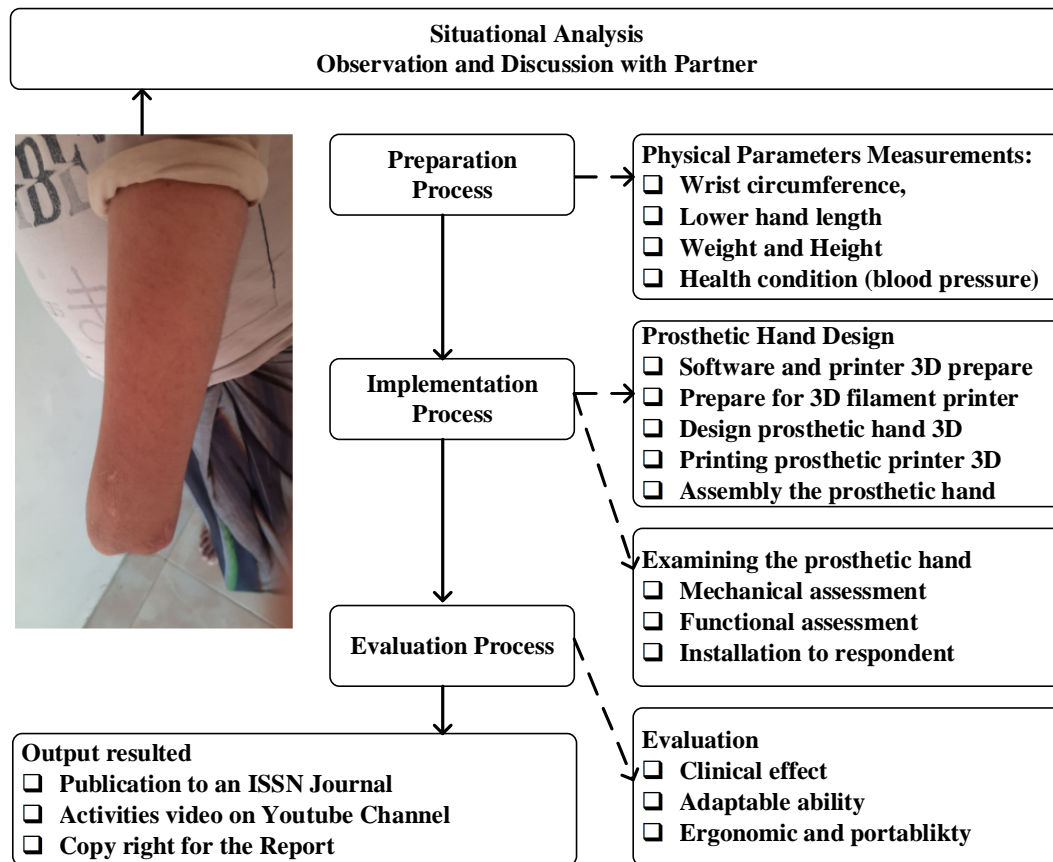 Situational Analysis
Observation and Discussion with Partner
Preparation
Process
Physical Parameters Measurements:
❑ Wrist circumference,
❑ Lower hand length
❑ Weight and Height
❑ Health condition (blood pressure)
Implementation
Process
Prosthetic Hand Design
❑ Software and printer 3D prepare
❑ Prepare for 3D filament printer
❑ Design prosthetic hand 3D
❑ Printing prosthetic printer 3D
❑ Assembly the prosthetic hand
Examining the prosthetic hand
❑ Mechanical assessment
❑ Functional assessment
❑ Installation to respondent
Evaluation Process
Evaluation
❑ Clinical effect
❑ Adaptable ability
❑ Ergonomic and portablikty
Output resulted
❑ Publication to an ISSN Journal
❑ Activities video on Youtube Channel
❑ Copy right for the Report